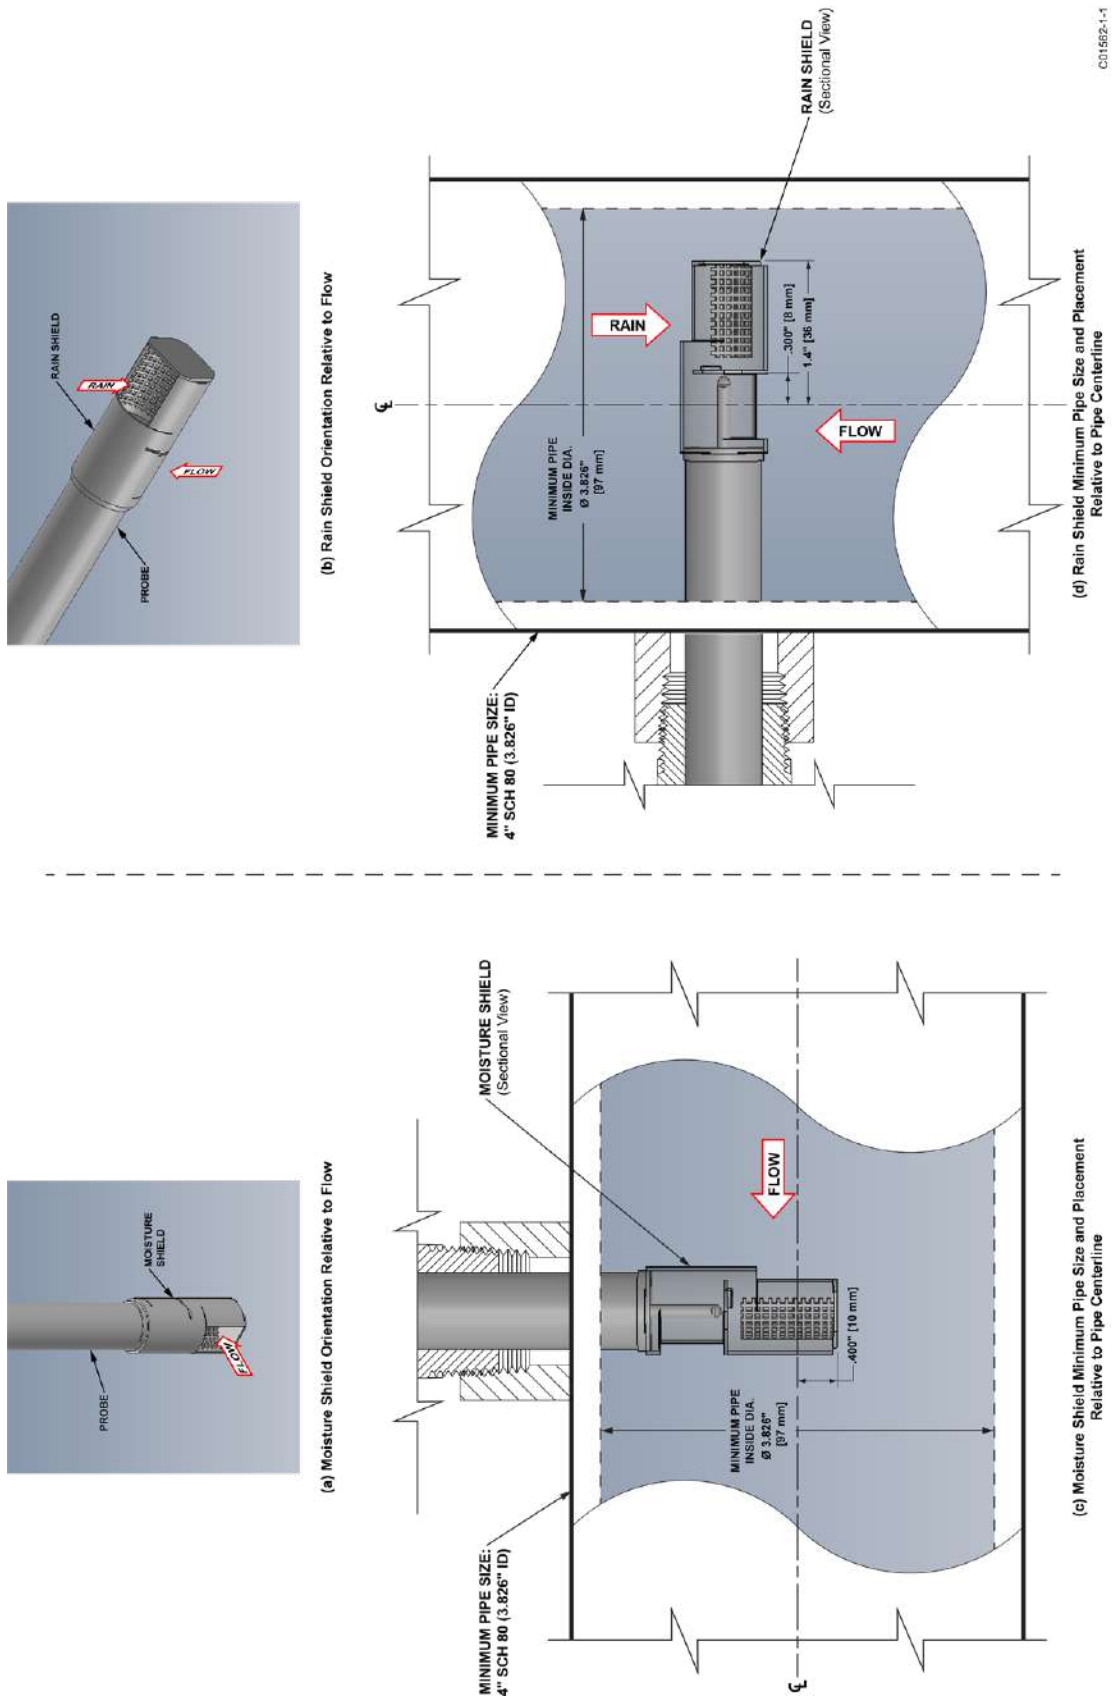 PROBE
MOISTURE
SHIELD
FLOW
(a) Moisture Shield Orientation Relative to Flow
PROBE
RAIN SHIELD
RAIN
FLOW
(b) Rain Shield Orientation Relative to Flow
MINIMUM PIPE SIZE:
4" SCH 80 (3.826" ID)
MOISTURE SHIELD
(Sectional View)
MINIMUM PIPE
INSIDE DIA.
Ø 3.826"
[97 mm]
FLOW
.400" [10 mm]
℄
(c) Moisture Shield Minimum Pipe Size and Placement
Relative to Pipe Centerline
MINIMUM PIPE SIZE:
4" SCH 80 (3.826" ID)
℄
MINIMUM PIPE
INSIDE DIA.
Ø 3.826"
[97 mm]
RAIN
FLOW
.300" [8 mm]
1.4" [36 mm]
RAIN SHIELD
(Sectional View)
(d) Rain Shield Minimum Pipe Size and Placement
Relative to Pipe Centerline
C01562-1-1